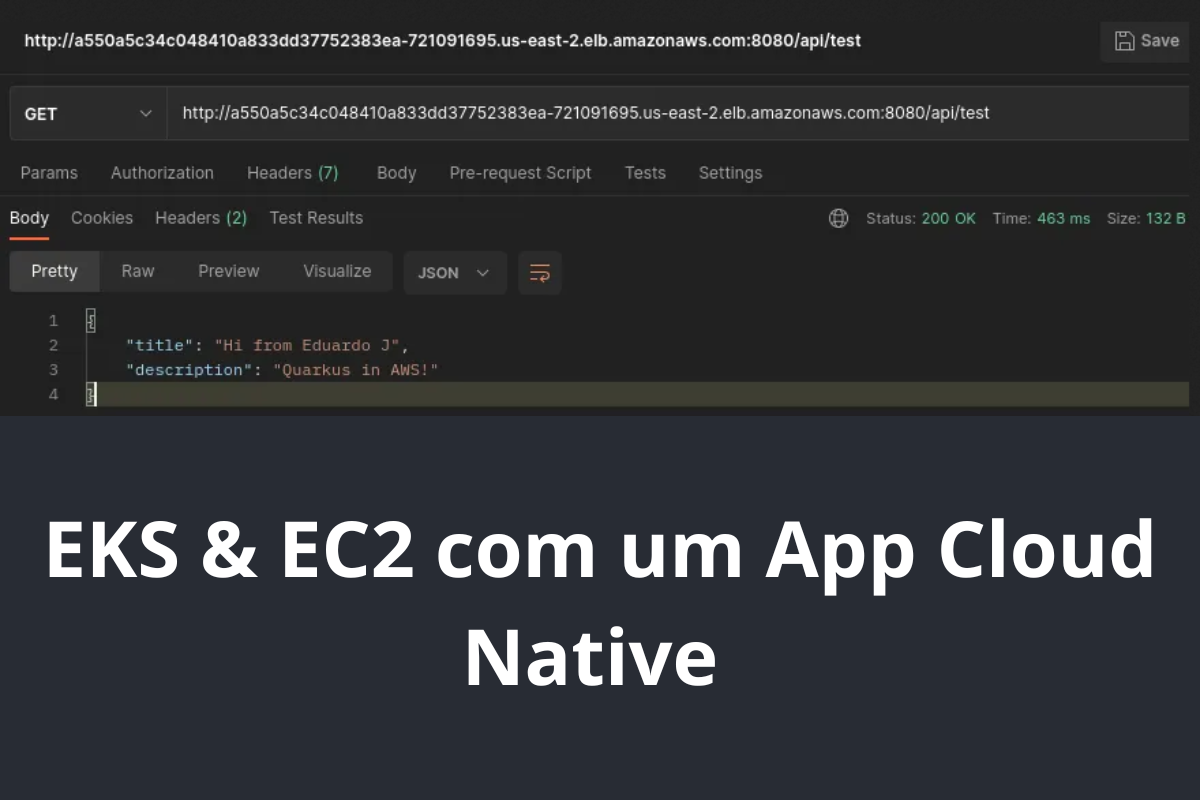 http://a550a5c34c048410a833dd37752383ea-721091695.us-east-2.elb.amazonaws.com:8080/api/test
Save
GET
http://a550a5c34c048410a833dd37752383ea-721091695.us-east-2.elb.amazonaws.com:8080/api/test
Params Authorization Headers (7) Body Pre-request Script Tests Settings
Body Cookies Headers (2) Test Results Status: 200 OK Time: 463 ms Size: 132 B
Pretty Raw Preview Visualize JSON
1 {
2 "title": "Hi from Eduardo J",
3 "description": "Quarkus in AWS!"
4 }
EKS & EC2 com um App Cloud
Native